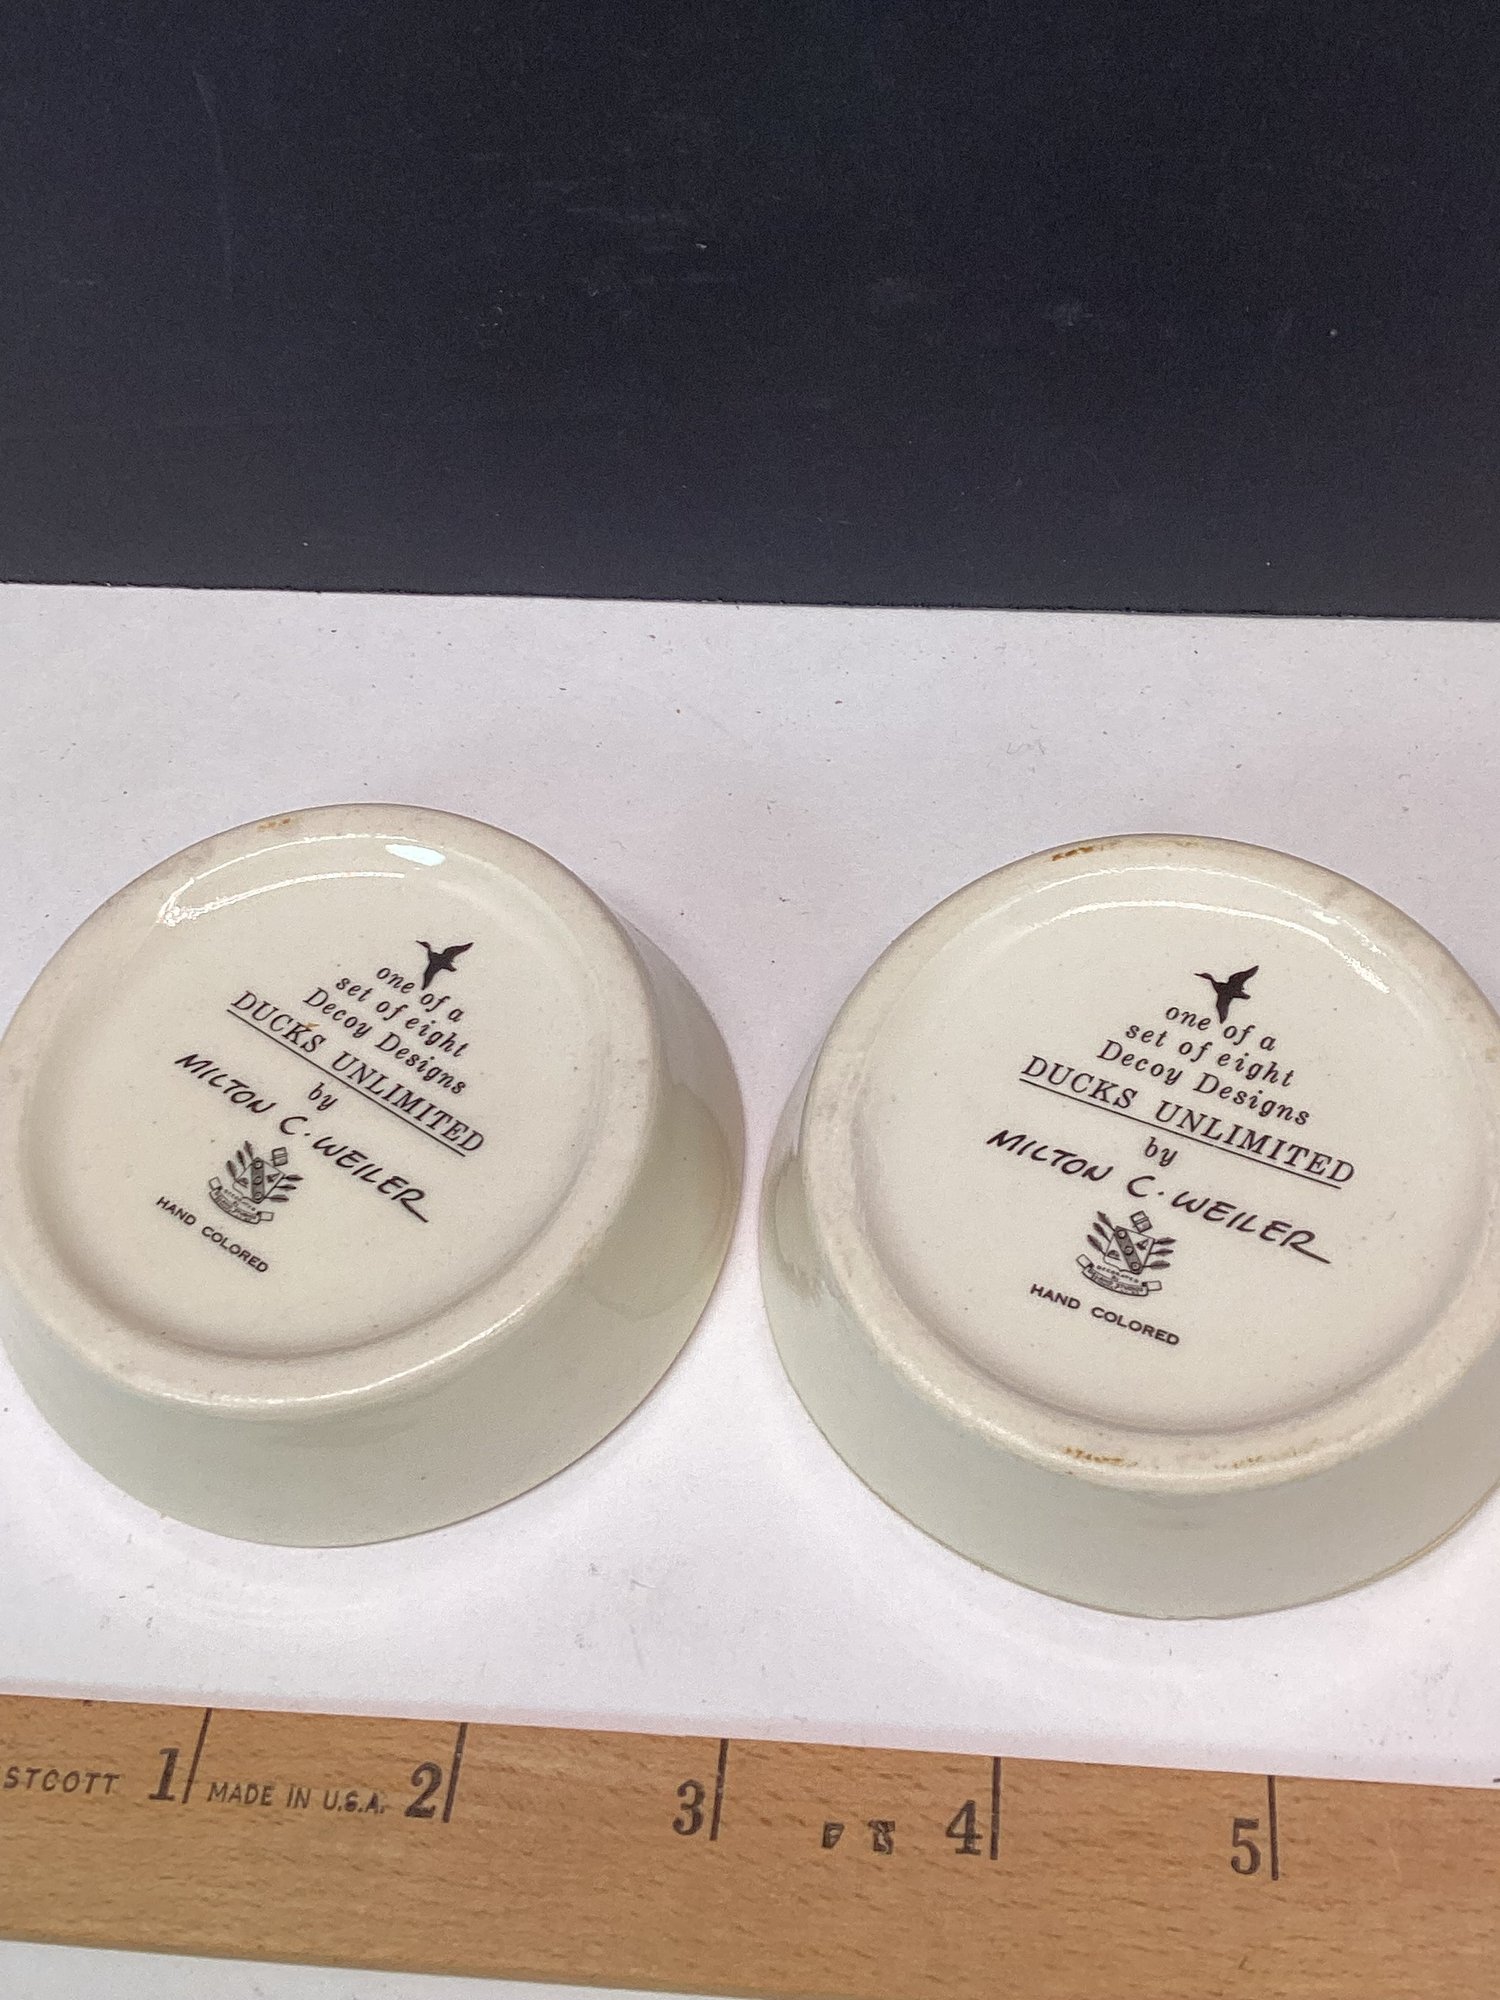 one of a
set of eight
Decoy Designs
DUCKS UNLIMITED
by
MILTON C. WEILER
HAND COLORED
one of a
set of eight
Decoy Designs
DUCKS UNLIMITED
by
MILTON C. WEILER
DECORATED
HAND COLORED
STCOTT 1 MADE IN U.S.A. 2 3 4 5